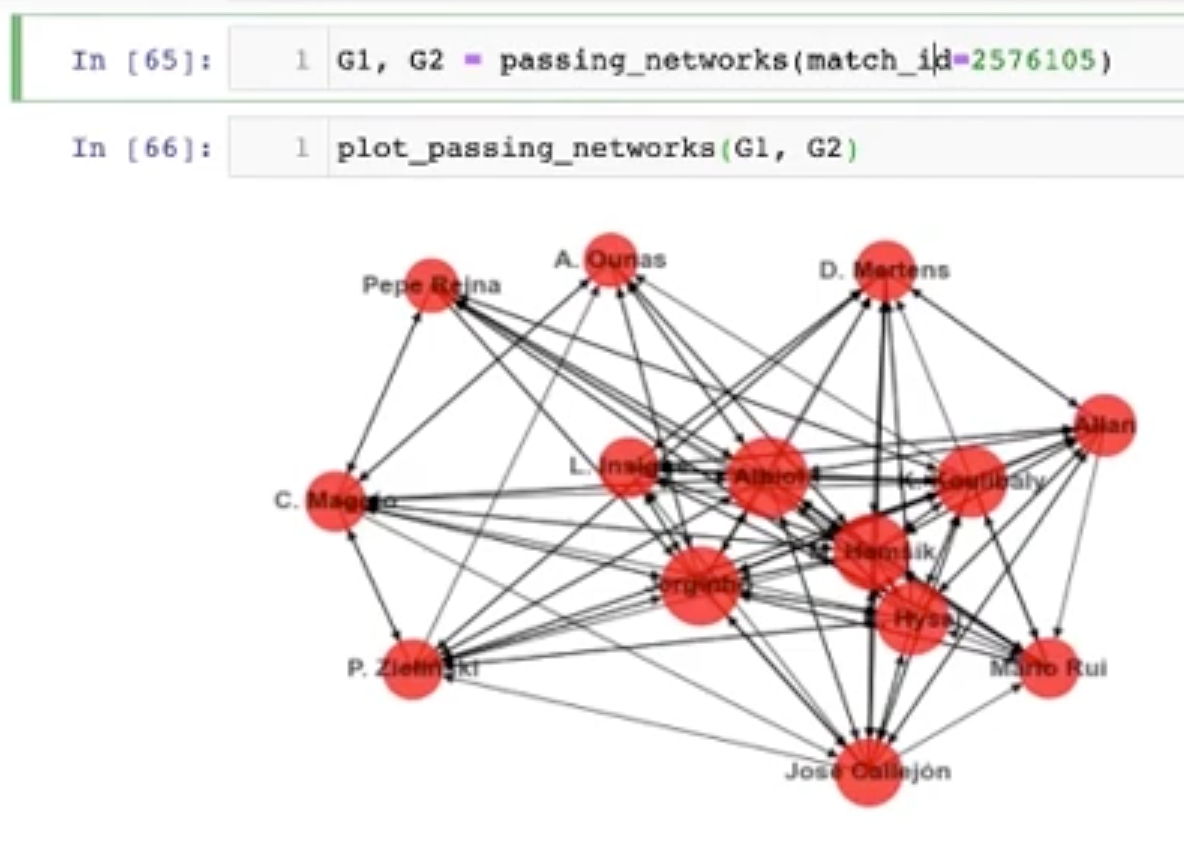 In [65]: 1 G1, G2 = passing_networks(match_id=2576105)
In [66]: 1 plot_passing_networks(G1, G2)
A. Ounas
D. Mertens
Pepe Reina
Allan
L. Insigne
Albiol
K. Koulibaly
C. Maggio
Hamsik
Jorginho
Hysaj
P. Zieliński
Mário Rui
José Callejón